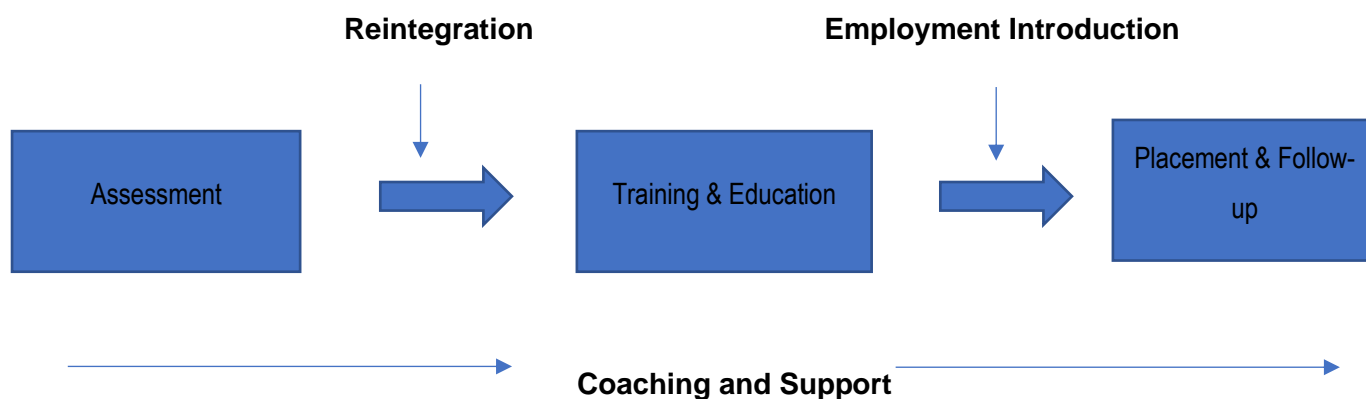 Reintegration
Employment Introduction
Assessment
Training & Education
Placement & Follow-
up
Coaching and Support